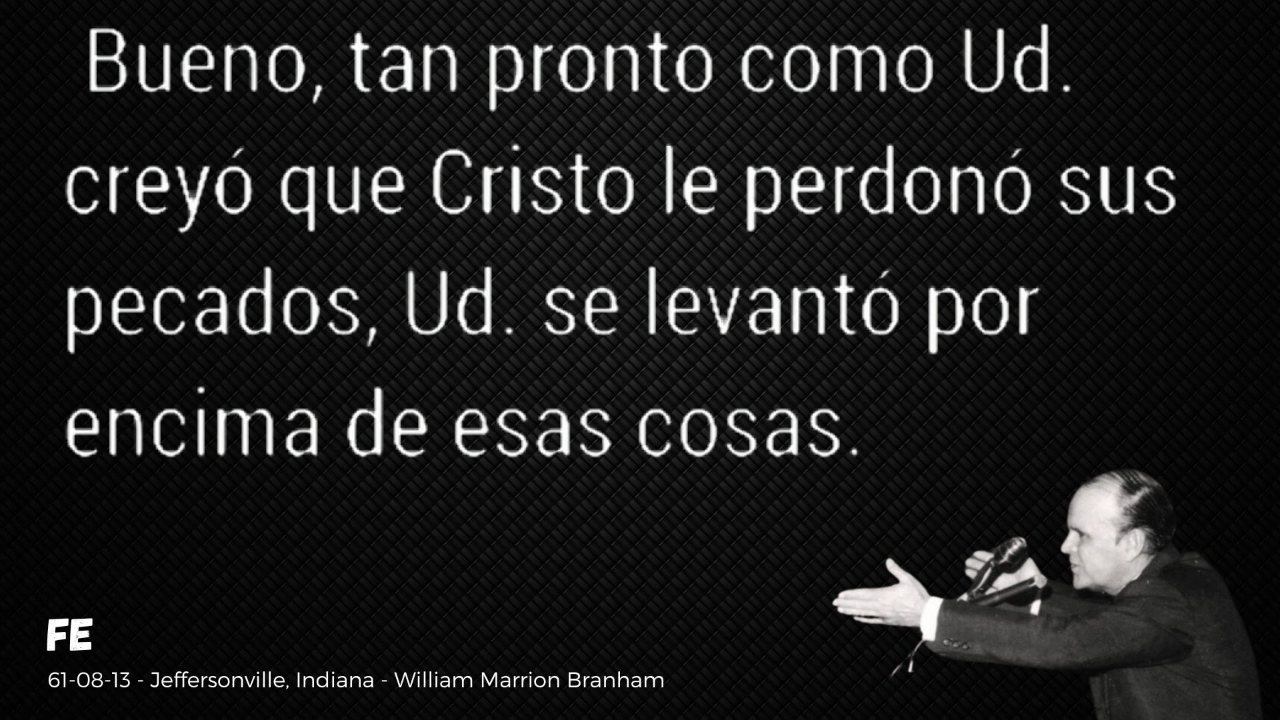 Bueno, tan pronto como Ud.
creyó que Cristo le perdonó sus
pecados, Ud. se levantó por
encima de esas cosas.
FE
61-08-13 - Jeffersonville, Indiana - William Marrion Branham